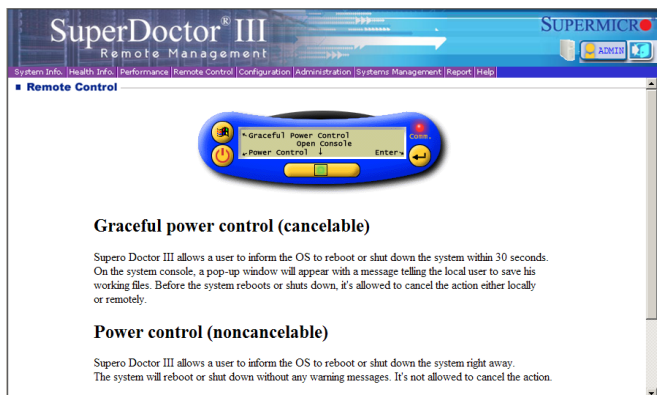 SuperDoctor® III
Remote Management
SUPERMICRO
ADMIN
System Info. |Health Info. |Performance |Remote Control |Configuration |Administration |Systems Management |Report |Help|
Remote Control
Graceful Power Control
Open Console
Power Control ↓ Enter
Comm.
Graceful power control (cancelable)
Supero Doctor III allows a user to inform the OS to reboot or shut down the system within 30 seconds.
On the system console, a pop-up window will appear with a message telling the local user to save his
working files. Before the system reboots or shuts down, it's allowed to cancel the action either locally
or remotely.
Power control (noncancelable)
Supero Doctor III allows a user to inform the OS to reboot or shut down the system right away.
The system will reboot or shut down without any warning messages. It's not allowed to cancel the action.